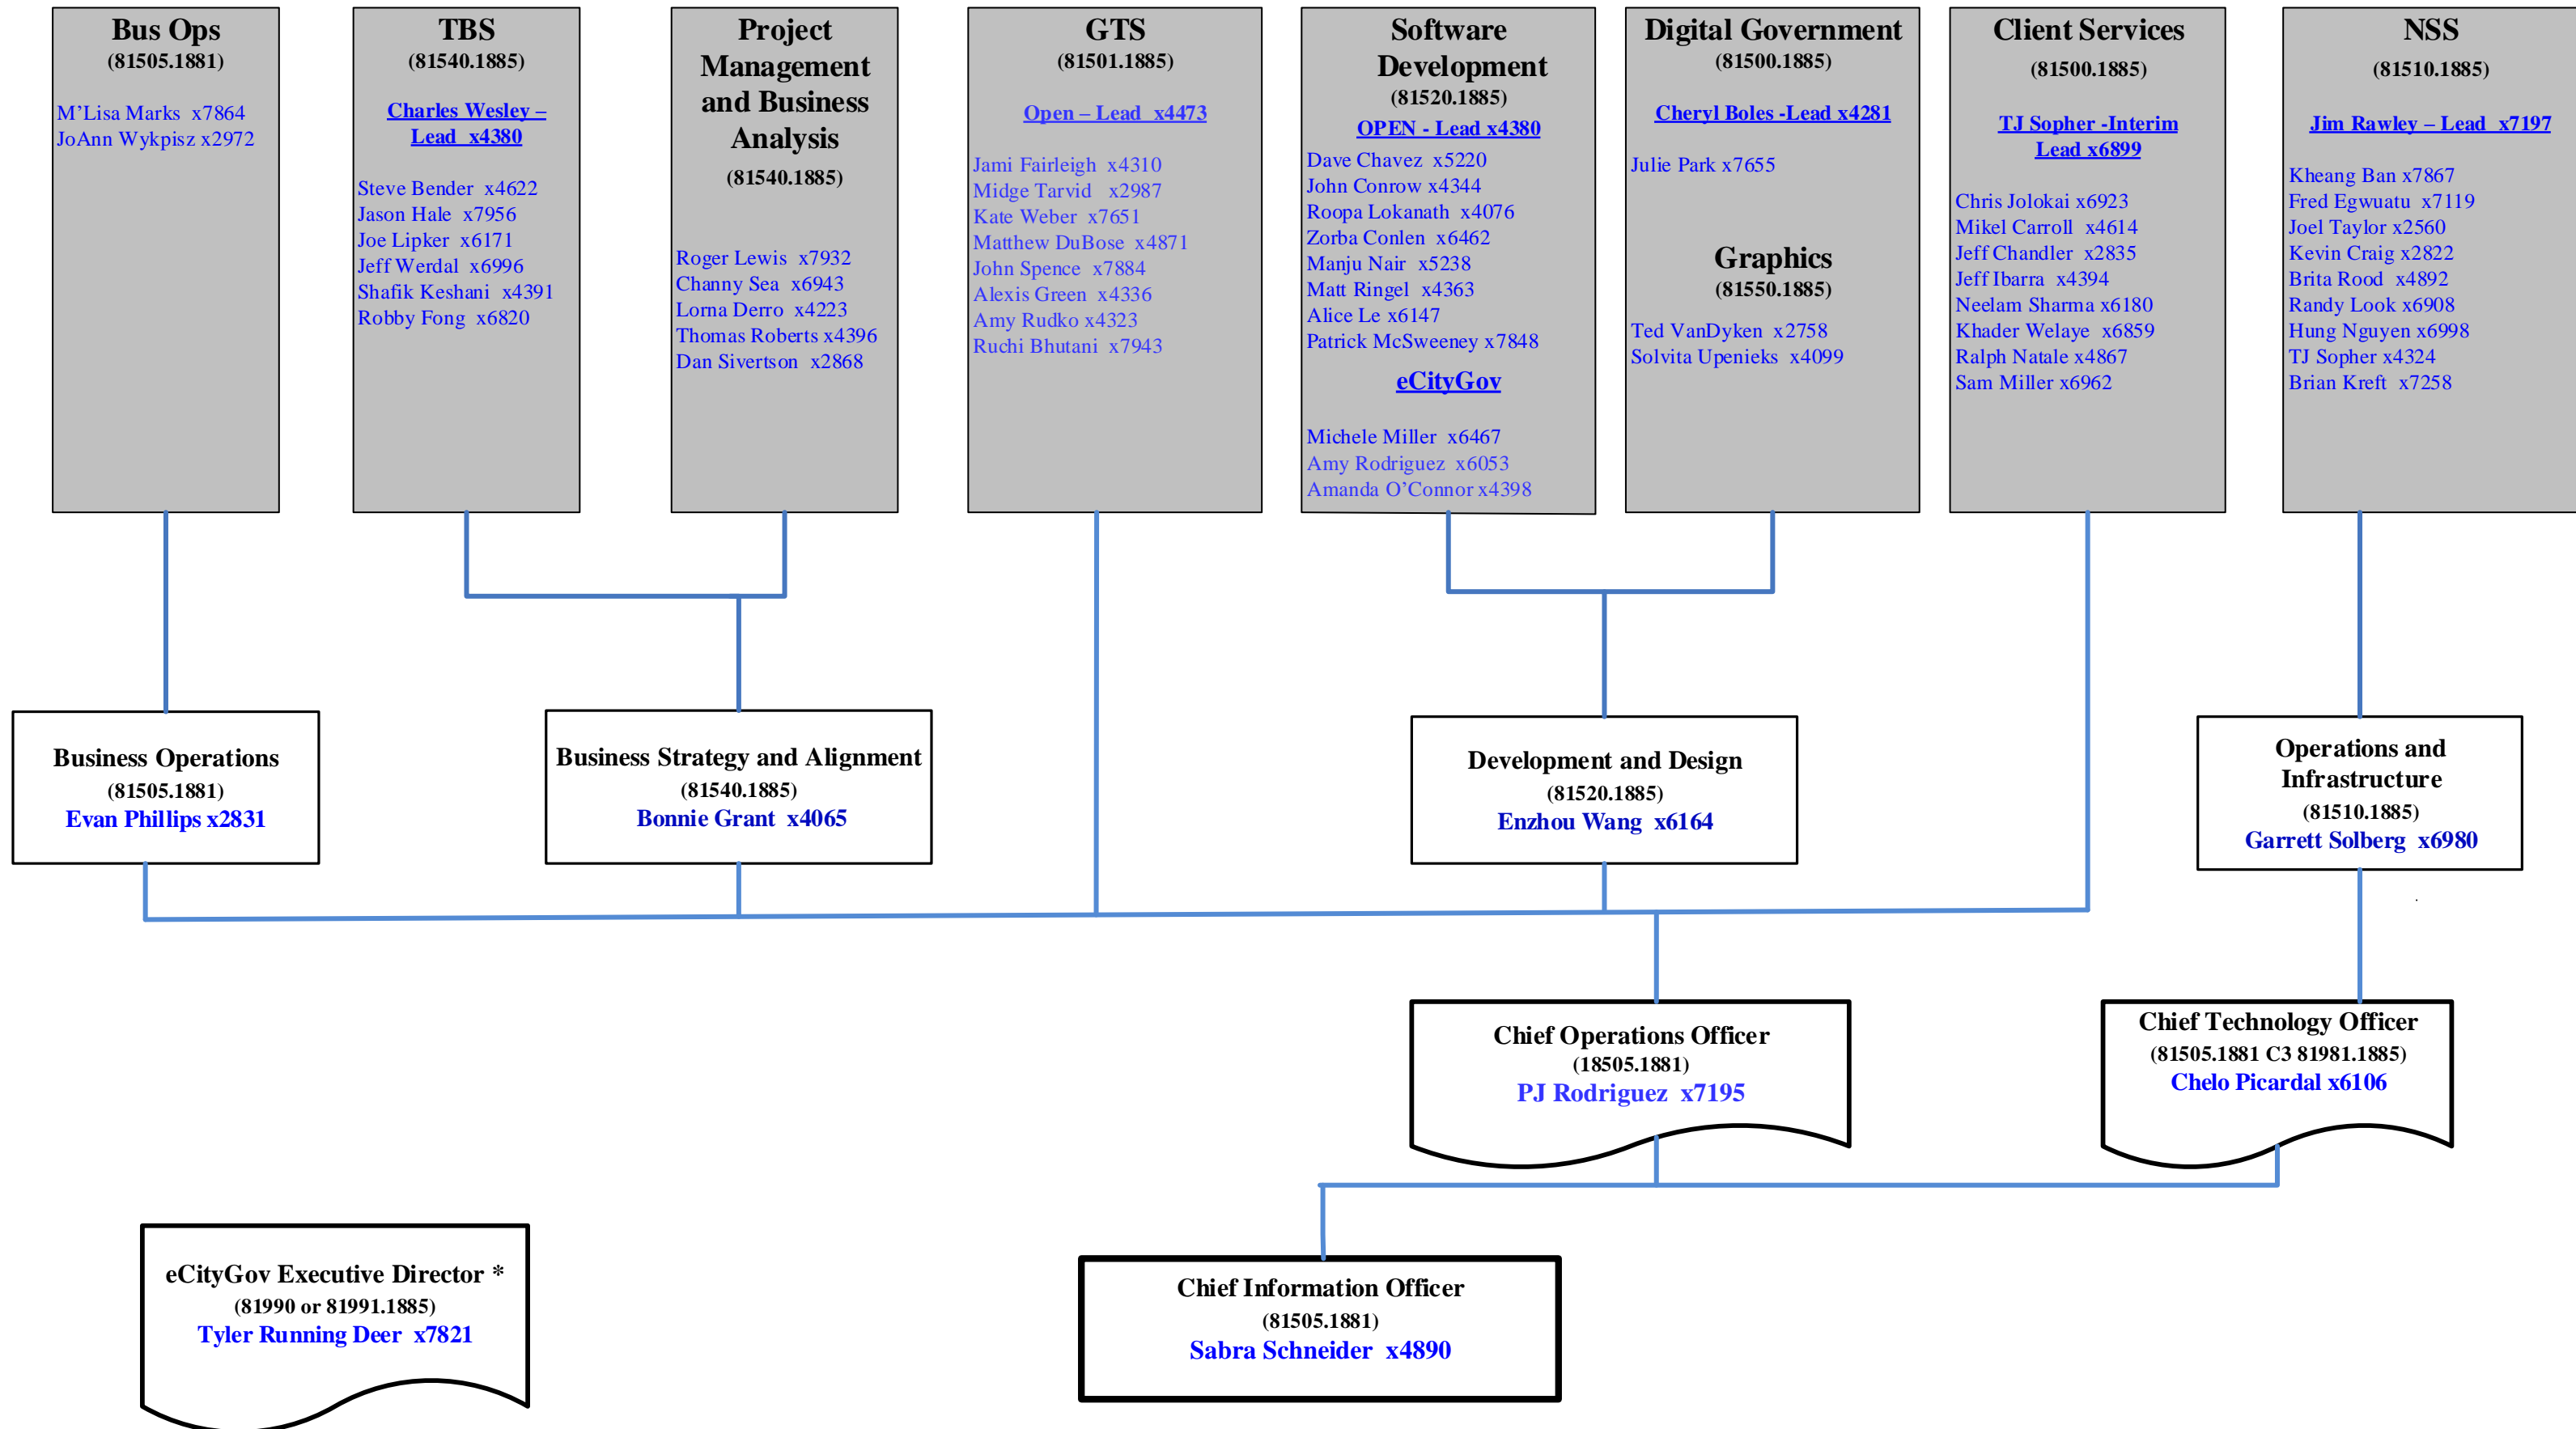 Bus Ops
(81505.1881)
M’Lisa Marks  x7864
JoAnn Wykpisz x2972
TBS
(81540.1885)
Charles Wesley –
Lead  x4380
Steve Bender  x4622
Jason Hale  x7956
Joe Lipker  x6171
Jeff Werdal  x6996
Shafik Keshani  x4391
Robby Fong  x6820
Project
Management
and Business
Analysis
(81540.1885)
Roger Lewis  x7932
Channy Sea  x6943
Lorna Derro  x4223
Thomas Roberts x4396
Dan Sivertson  x2868
GTS
(81501.1885)
Open – Lead  x4473
Jami Fairleigh  x4310
Midge Tarvid   x2987
Kate Weber  x7651
Matthew DuBose  x4871
John Spence  x7884
Alexis Green  x4336
Amy Rudko x4323
Ruchi Bhutani  x7943
Software
Development
(81520.1885)
OPEN - Lead x4380
Dave Chavez  x5220
John Conrow x4344
Roopa Lokanath  x4076
Zorba Conlen  x6462
Manju Nair  x5238
Matt Ringel  x4363
Alice Le x6147
Patrick McSweeney x7848
eCityGov
Michele Miller  x6467
Amy Rodriguez  x6053
Amanda O’Connor x4398
Digital Government
(81500.1885)
Cheryl Boles -Lead x4281
Julie Park x7655
Graphics
(81550.1885)
Ted VanDyken  x2758
Solvita Upenieks  x4099
Client Services
(81500.1885)
TJ Sopher -Interim
Lead x6899
Chris Jolokai x6923
Mikel Carroll  x4614
Jeff Chandler  x2835
Jeff Ibarra  x4394
Neelam Sharma x6180
Khader Welaye  x6859
Ralph Natale x4867
Sam Miller x6962
NSS
(81510.1885)
Jim Rawley – Lead  x7197
Kheang Ban x7867
Fred Egwuatu  x7119
Joel Taylor x2560
Kevin Craig x2822
Brita Rood  x4892
Randy Look x6908
Hung Nguyen x6998
TJ Sopher x4324
Brian Kreft  x7258
Business Operations
(81505.1881)
Evan Phillips x2831
Business Strategy and Alignment
(81540.1885)
Bonnie Grant  x4065
Development and Design
(81520.1885)
Enzhou Wang  x6164
Operations and
Infrastructure
(81510.1885)
Garrett Solberg  x6980
Chief Operations Officer
(18505.1881)
PJ Rodriguez  x7195
Chief Technology Officer
(81505.1881 C3 81981.1885)
Chelo Picardal x6106
eCityGov Executive Director *
(81990 or 81991.1885)
Tyler Running Deer  x7821
Chief Information Officer
(81505.1881)
Sabra Schneider  x4890